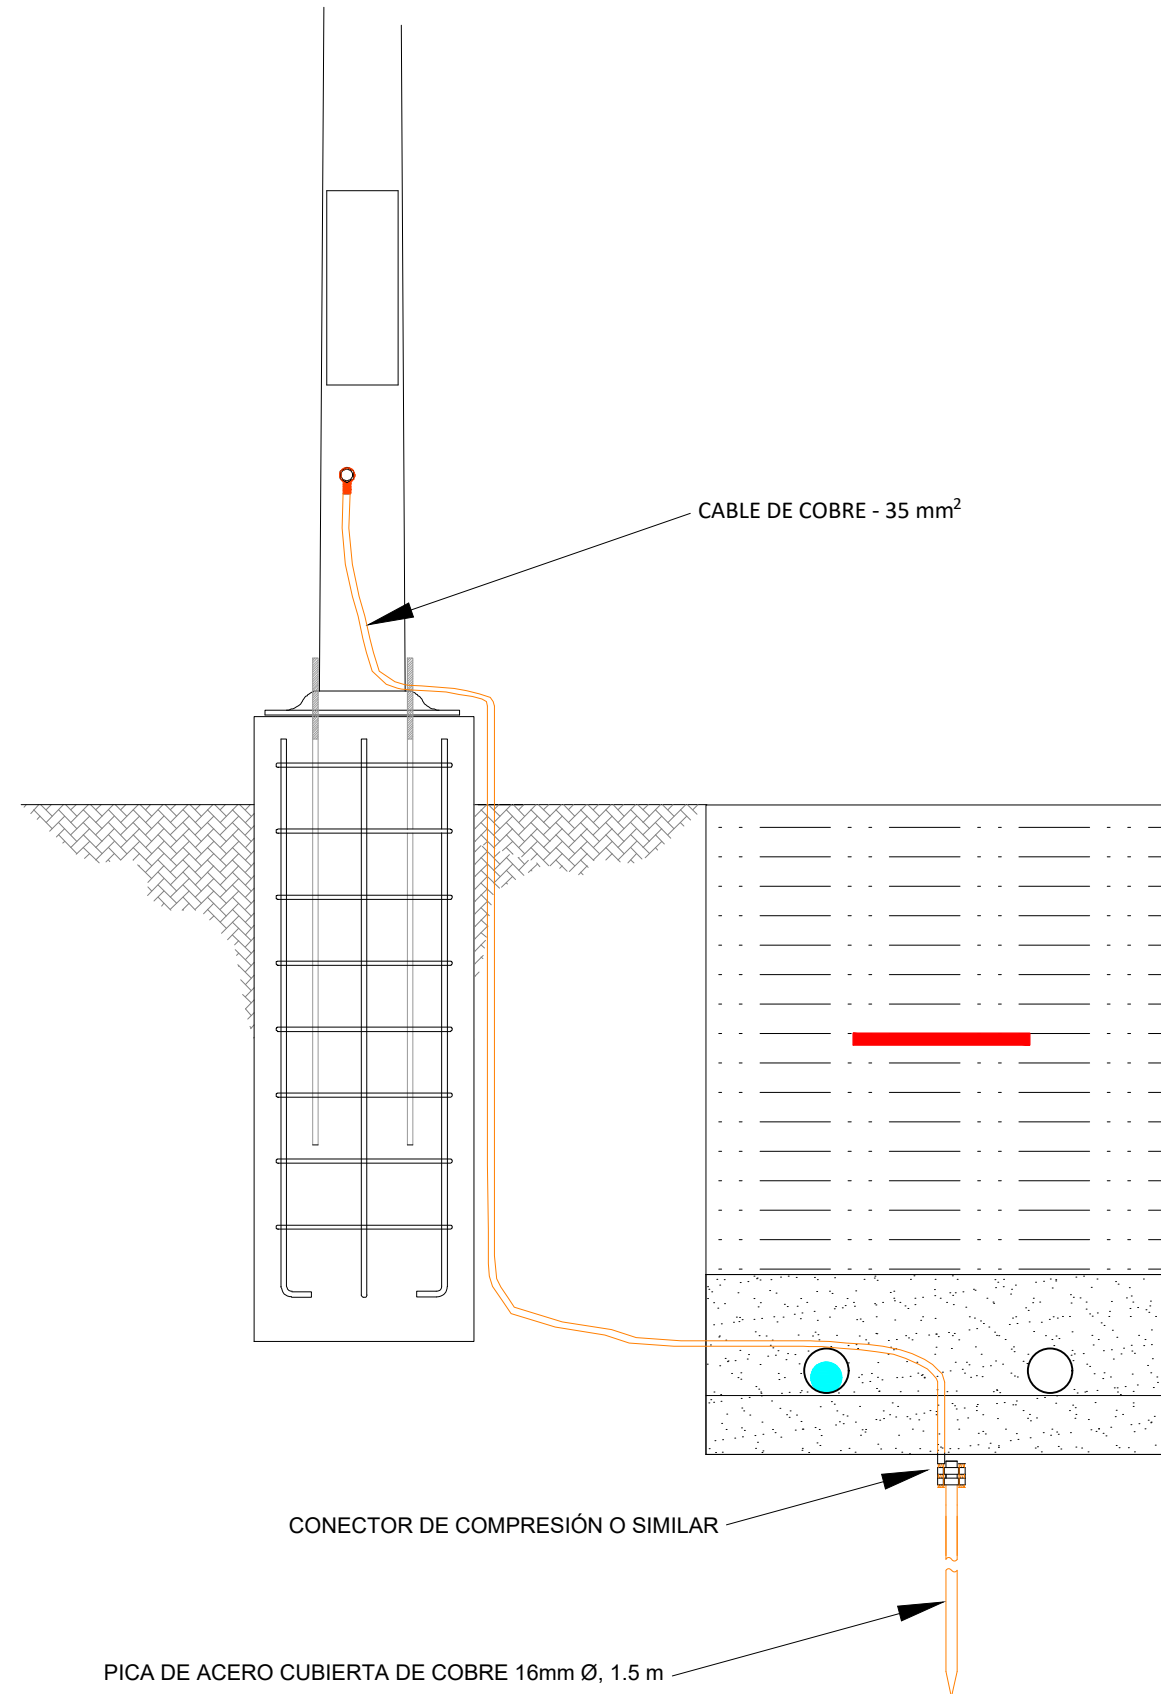 CABLE DE COBRE - 35 mm²
CONECTOR DE COMPRESIÓN O SIMILAR
PICA DE ACERO CUBIERTA DE COBRE 16mm Ø, 1.5 m